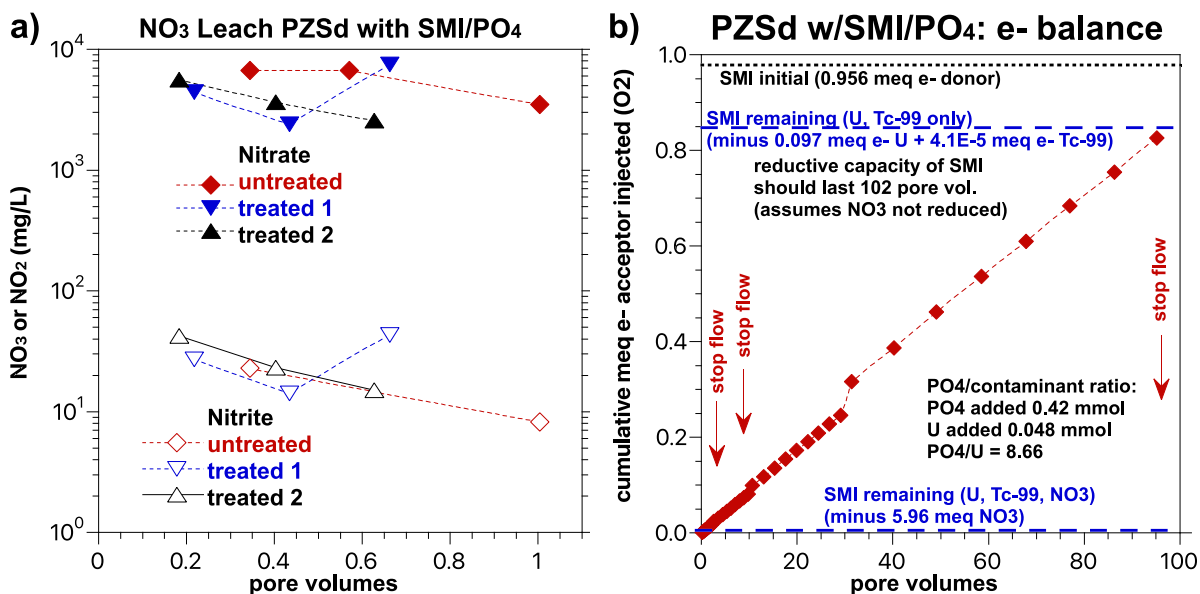 a)
NO3 Leach PZSd with SMI/PO4
10^4
10^3
10^2
10^1
10^0
NO3 or NO2 (mg/L)
Nitrate
untreated
treated 1
treated 2
Nitrite
untreated
treated 1
treated 2
0
0.2
0.4
0.6
0.8
1
pore volumes
b)
PZSd w/SMI/PO4: e- balance
1.0
0.8
0.6
0.4
0.2
0.0
cumulative meq e- acceptor injected (O2)
SMI initial (0.956 meq e- donor)
SMI remaining (U, Tc-99 only)
(minus 0.097 meq e- U + 4.1E-5 meq e- Tc-99)
reductive capacity of SMI
should last 102 pore vol.
(assumes NO3 not reduced)
stop flow
stop flow
stop flow
PO4/contaminant ratio:
PO4 added 0.42 mmol
U added 0.048 mmol
PO4/U = 8.66
SMI remaining (U, Tc-99, NO3)
(minus 5.96 meq NO3)
0
20
40
60
80
100
pore volumes